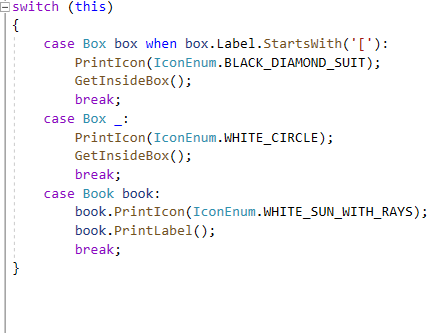 switch (this)
{
    case Box box when box.Label.StartsWith('['):
        PrintIcon(IconEnum.BLACK_DIAMOND_SUIT);
        GetInsideBox();
        break;
    case Box _:
        PrintIcon(IconEnum.WHITE_CIRCLE);
        GetInsideBox();
        break;
    case Book book:
        book.PrintIcon(IconEnum.WHITE_SUN_WITH_RAYS);
        book.PrintLabel();
        break;
}